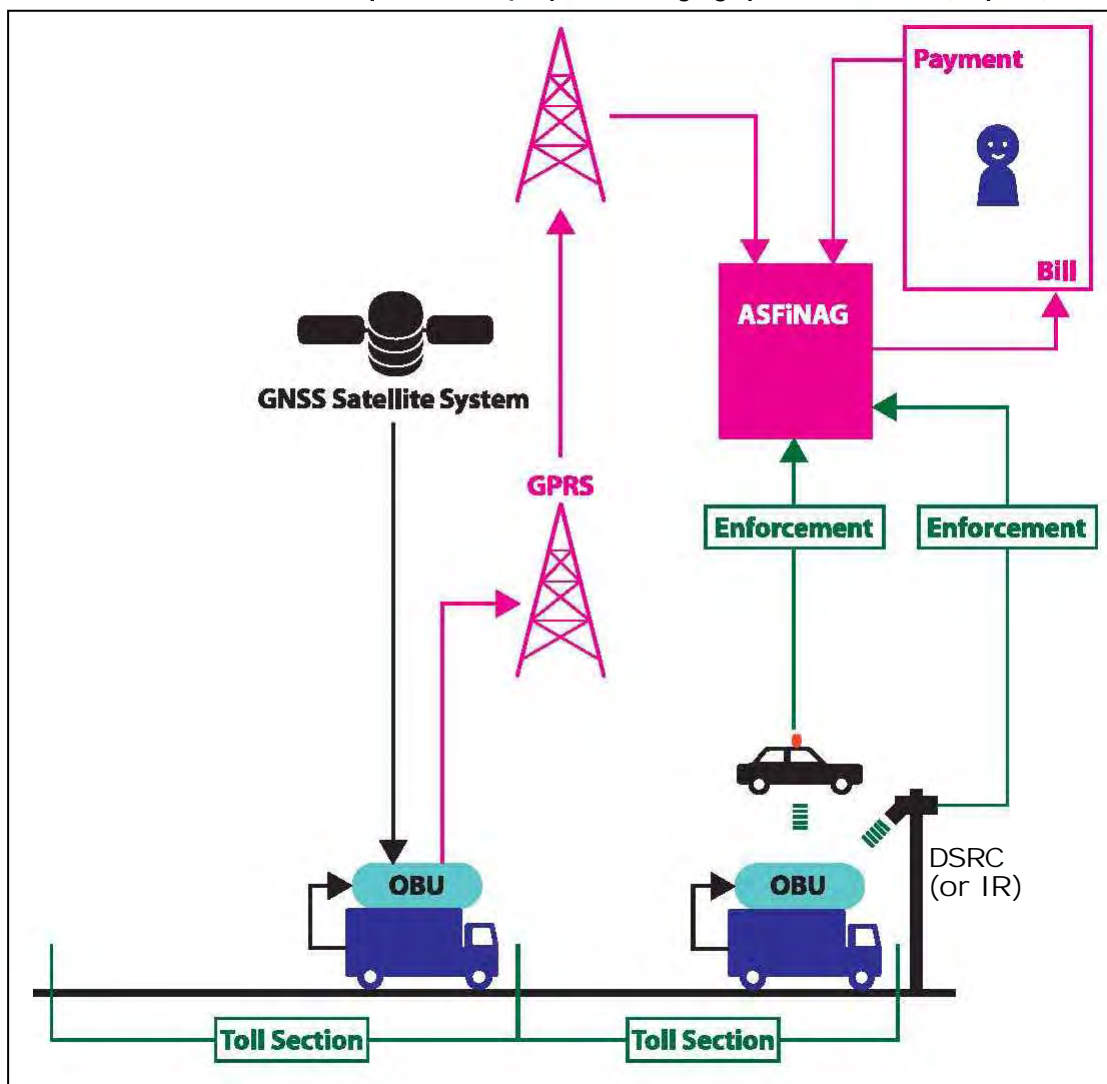 Payment
Bill
ASFiNAG
GNSS Satellite System
GPRS
Enforcement
Enforcement
DSRC
(or IR)
OBU
OBU
Toll Section
Toll Section